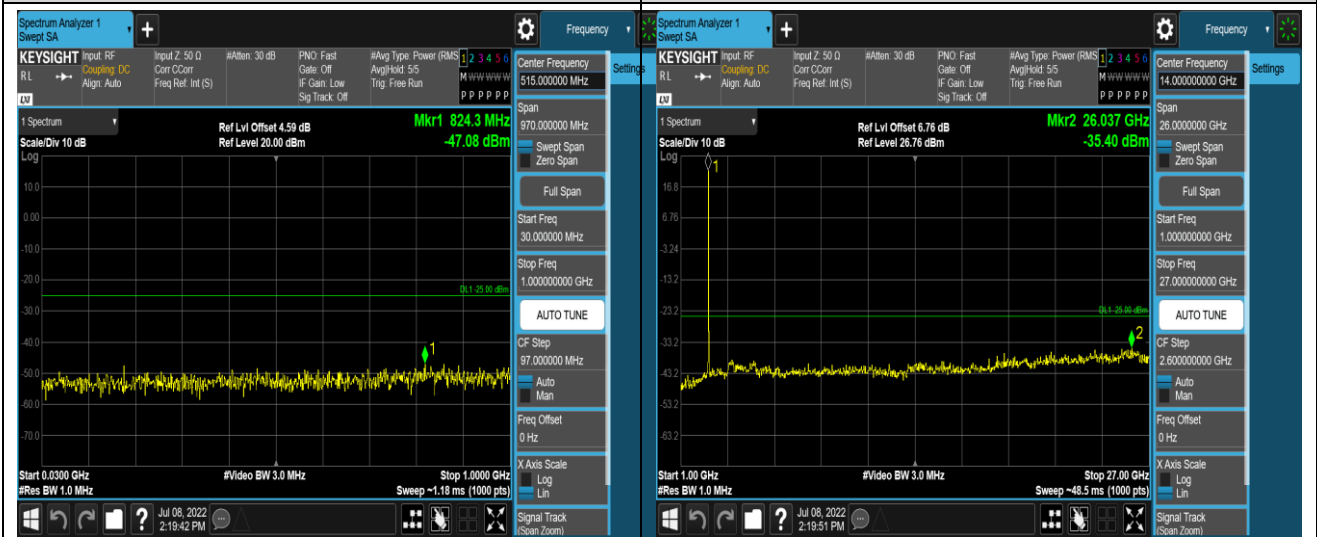 Spectrum Analyzer 1
Swept SA
+
Frequency
KEYSIGHT
Input: RF
Coupling: DC
Align: Auto
Input Z: 50 Ω
Corr CCorr
Freq Ref: Int (S)
#Atten: 30 dB
PNO: Fast
Gate: Off
IF Gain: Low
Sig Track: Off
#Avg Type: Power (RMS
Avg|Hold: 5/5
Trig: Free Run
1 2 3 4 5 6
M W W W W W
P P P P P P
RL
LXI
Center Frequency
515.000000 MHz
Settings
Span
970.000000 MHz
Swept Span
Zero Span
Full Span
Start Freq
30.000000 MHz
Stop Freq
1.000000000 GHz
AUTO TUNE
CF Step
97.000000 MHz
Auto
Man
Freq Offset
0 Hz
X Axis Scale
Log
Lin
Signal Track
(Span Zoom)
1 Spectrum
Scale/Div 10 dB
Log
Ref Lvl Offset 4.59 dB
Ref Level 20.00 dBm
Mkr1 824.3 MHz
-47.08 dBm
10.0
0.00
-10.0
-20.0
DL1 -25.00 dBm
-30.0
-40.0
1
-50.0
-60.0
-70.0
Start 0.0300 GHz
#Res BW 1.0 MHz
#Video BW 3.0 MHz
Stop 1.0000 GHz
Sweep ~1.18 ms (1000 pts)
?
Jul 08, 2022
2:19:42 PM
Spectrum Analyzer 1
Swept SA
+
Frequency
KEYSIGHT
Input: RF
Coupling: DC
Align: Auto
Input Z: 50 Ω
Corr CCorr
Freq Ref: Int (S)
#Atten: 30 dB
PNO: Fast
Gate: Off
IF Gain: Low
Sig Track: Off
#Avg Type: Power (RMS
Avg|Hold: 5/5
Trig: Free Run
1 2 3 4 5 6
M W W W W W
P P P P P P
RL
LXI
Center Frequency
14.000000000 GHz
Settings
Span
26.0000000 GHz
Swept Span
Zero Span
Full Span
Start Freq
1.000000000 GHz
Stop Freq
27.000000000 GHz
AUTO TUNE
CF Step
2.600000000 GHz
Auto
Man
Freq Offset
0 Hz
X Axis Scale
Log
Lin
Signal Track
(Span Zoom)
1 Spectrum
Scale/Div 10 dB
Log
Ref Lvl Offset 6.76 dB
Ref Level 26.76 dBm
Mkr2 26.037 GHz
-35.40 dBm
1
16.8
6.76
-3.24
-13.2
-23.2
DL1 -25.00 dBm
-33.2
2
-43.2
-53.2
-63.2
Start 1.00 GHz
#Res BW 1.0 MHz
#Video BW 3.0 MHz
Stop 27.00 GHz
Sweep ~48.5 ms (1000 pts)
?
Jul 08, 2022
2:19:51 PM